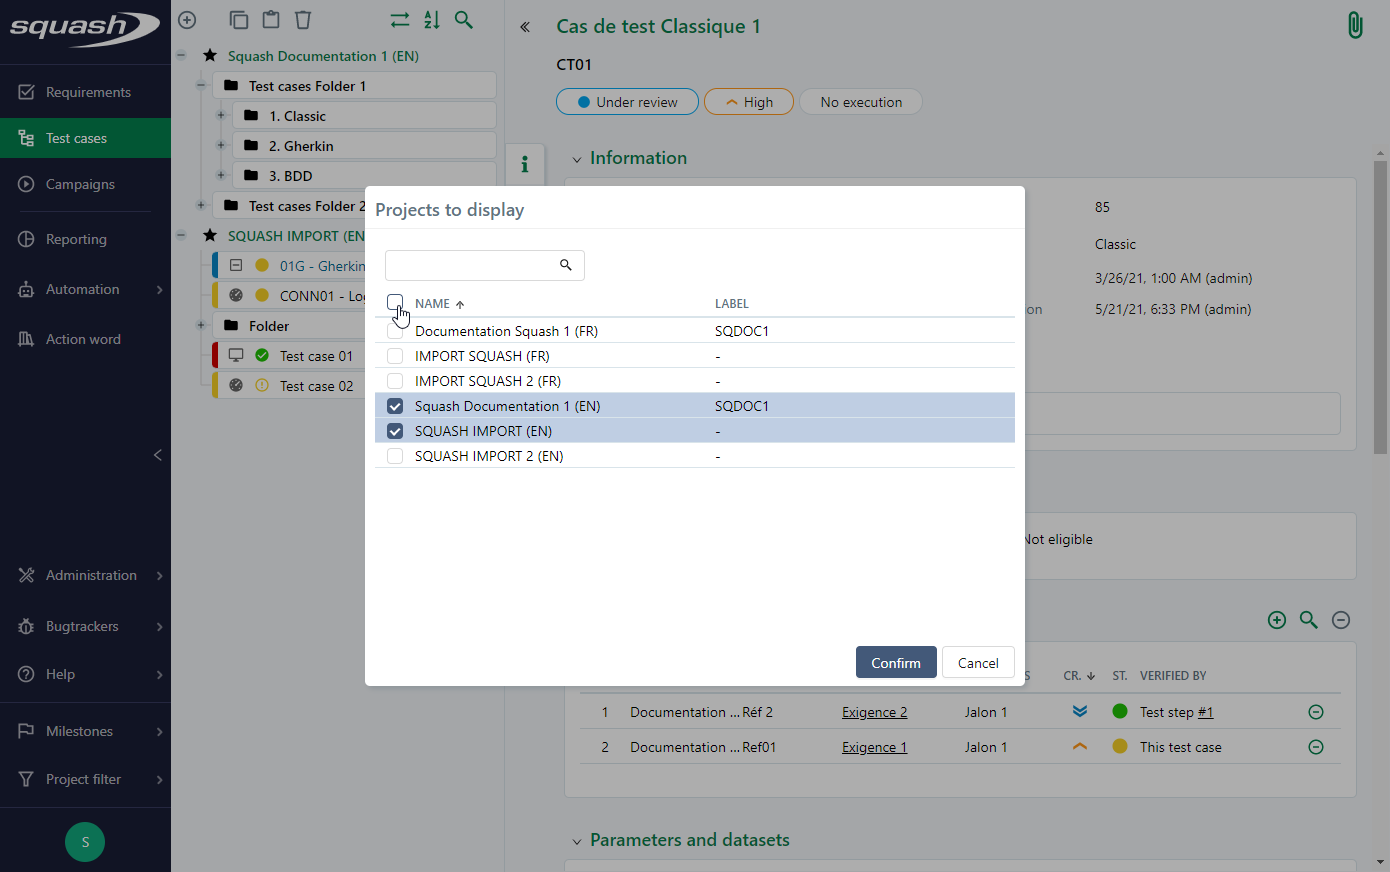 squash
Requirements
Test cases
Campaigns
Reporting
Automation
Action word
Administration
Bugtrackers
Help
Milestones
Project filter
S
Squash Documentation 1 (EN)
Test cases Folder 1
1. Classic
2. Gherkin
3. BDD
Test cases Folder 2
SQUASH IMPORT (EN
01G - Gherkin
CONN01 - Lo
Folder
Test case 01
Test case 02
Cas de test Classique 1
CT01
Under review
High
No execution
Information
85
Classic
3/26/21, 1:00 AM (admin)
on 5/21/21, 6:33 PM (admin)
Not eligible
Projects to display
NAME LABEL
Documentation Squash 1 (FR) SQDOC1
IMPORT SQUASH (FR) -
IMPORT SQUASH 2 (FR) -
Squash Documentation 1 (EN) SQDOC1
SQUASH IMPORT (EN) -
SQUASH IMPORT 2 (EN) -
Confirm Cancel
S CR. ST. VERIFIED BY
1 Documentation ... Réf 2 Exigence 2 Jalon 1 Test step #1
2 Documentation ... Ref01 Exigence 1 Jalon 1 This test case
Parameters and datasets